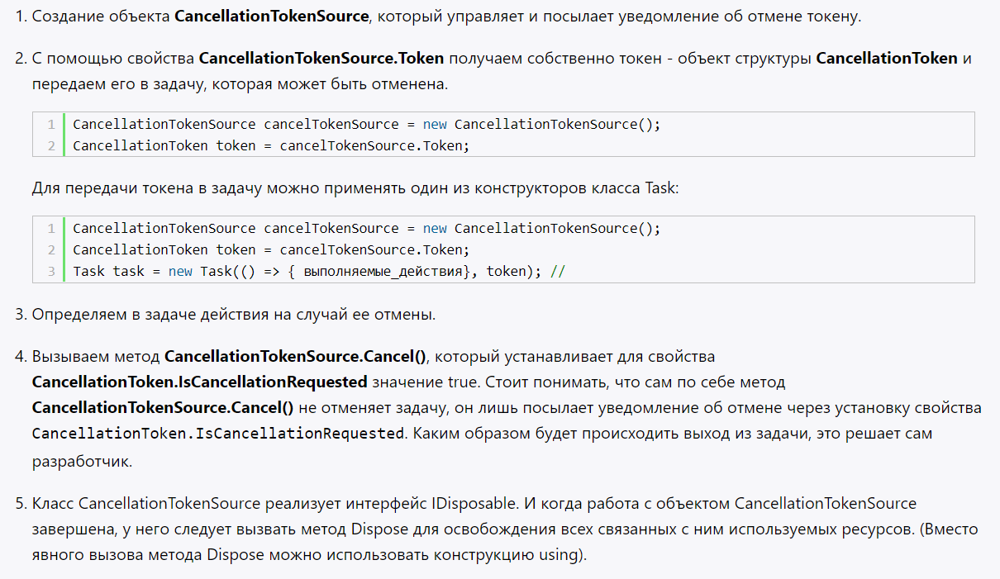 1. Создание объекта CancellationTokenSource, который управляет и посылает уведомление об отмене токену.
2. С помощью свойства CancellationTokenSource.Token получаем собственно токен - объект структуры CancellationToken и
передаем его в задачу, которая может быть отменена.
1 CancellationTokenSource cancelTokenSource = new CancellationTokenSource();
2 CancellationToken token = cancelTokenSource.Token;
Для передачи токена в задачу можно применять один из конструкторов класса Task:
1 CancellationTokenSource cancelTokenSource = new CancellationTokenSource();
2 CancellationToken token = cancelTokenSource.Token;
3 Task task = new Task(() => { выполняемые_действия}, token); //
3. Определяем в задаче действия на случай ее отмены.
4. Вызываем метод CancellationTokenSource.Cancel(), который устанавливает для свойства
CancellationToken.IsCancellationRequested значение true. Стоит понимать, что сам по себе метод
CancellationTokenSource.Cancel() не отменяет задачу, он лишь посылает уведомление об отмене через установку свойства
CancellationToken.IsCancellationRequested. Каким образом будет происходить выход из задачи, это решает сам
разработчик.
5. Класс CancellationTokenSource реализует интерфейс IDisposable. И когда работа с объектом CancellationTokenSource
завершена, у него следует вызвать метод Dispose для освобождения всех связанных с ним используемых ресурсов. (Вместо
явного вызова метода Dispose можно использовать конструкцию using).